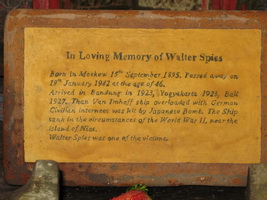 In Loving Memory of Walter Spies
Born in Moskow 15th September 1895. Passed away on
19th January 1942 at the age of 46.
Arrived in Bandung in 1923, Yogyakarta 1923, Bali
1927. Then Van Imhoff ship overloaded with German
Civilian internees was hit by Japanese Bomb. The Ship
sank in the circumstances of the World War II, near the
island of Nias.
Walter Spies was one of the victims.